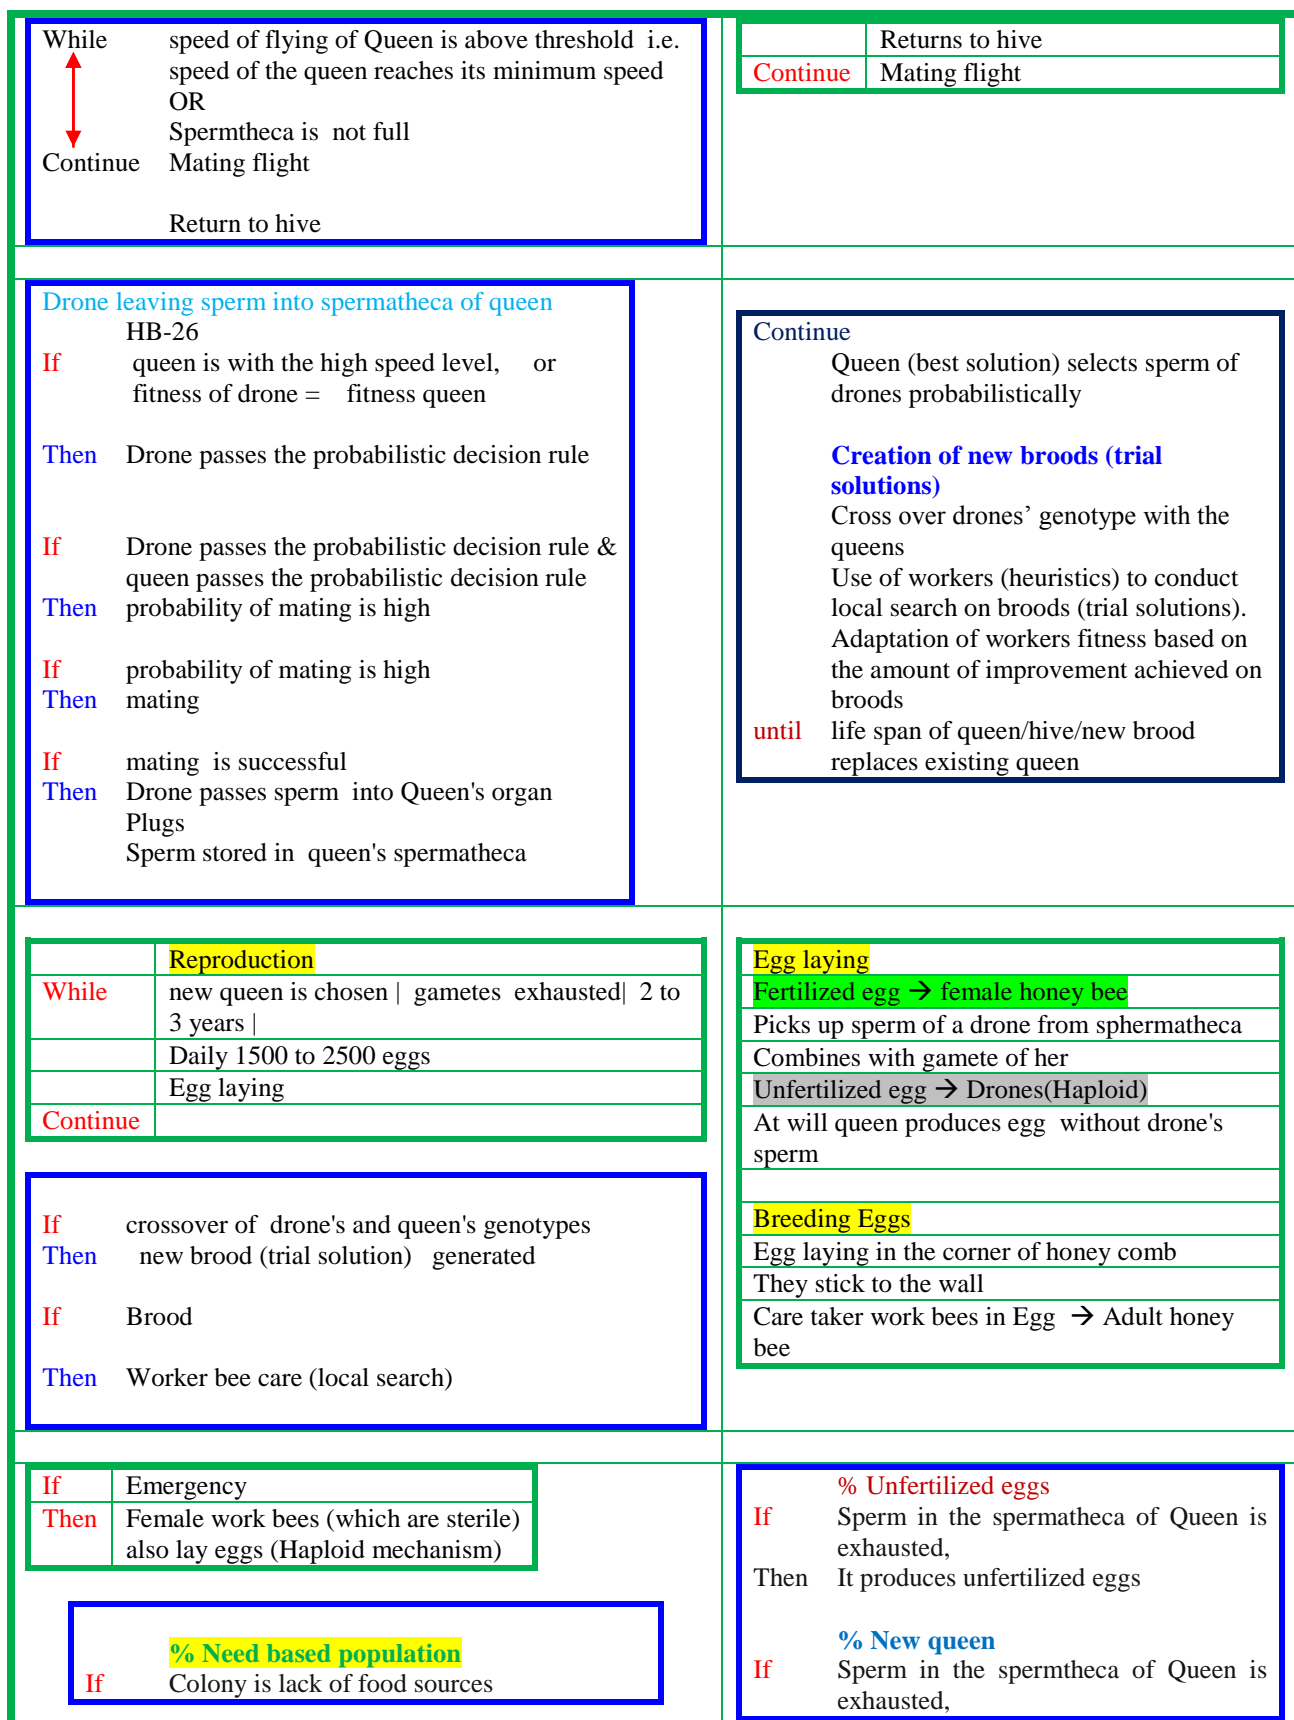 While speed of flying of Queen is above threshold i.e.
speed of the queen reaches its minimum speed
OR
Spermtheca is not full
Continue Mating flight
Return to hive
Returns to hive
Continue Mating flight
Drone leaving sperm into spermatheca of queen
HB-26
If queen is with the high speed level, or
fitness of drone = fitness queen
Then Drone passes the probabilistic decision rule
If Drone passes the probabilistic decision rule &
queen passes the probabilistic decision rule
Then probability of mating is high
If probability of mating is high
Then mating
If mating is successful
Then Drone passes sperm into Queen's organ
Plugs
Sperm stored in queen's spermatheca
Continue
Queen (best solution) selects sperm of
drones probabilistically
Creation of new broods (trial
solutions)
Cross over drones’ genotype with the
queens
Use of workers (heuristics) to conduct
local search on broods (trial solutions).
Adaptation of workers fitness based on
the amount of improvement achieved on
broods
until life span of queen/hive/new brood
replaces existing queen
Reproduction
While new queen is chosen | gametes exhausted| 2 to
3 years |
Daily 1500 to 2500 eggs
Egg laying
Continue
If crossover of drone's and queen's genotypes
Then new brood (trial solution) generated
If Brood
Then Worker bee care (local search)
Egg laying
Fertilized egg → female honey bee
Picks up sperm of a drone from sphermatheca
Combines with gamete of her
Unfertilized egg → Drones(Haploid)
At will queen produces egg without drone's
sperm
Breeding Eggs
Egg laying in the corner of honey comb
They stick to the wall
Care taker work bees in Egg → Adult honey
bee
If Emergency
Then Female work bees (which are sterile)
also lay eggs (Haploid mechanism)
% Need based population
If Colony is lack of food sources
% Unfertilized eggs
If Sperm in the spermatheca of Queen is
exhausted,
Then It produces unfertilized eggs
% New queen
If Sperm in the spermtheca of Queen is
exhausted,